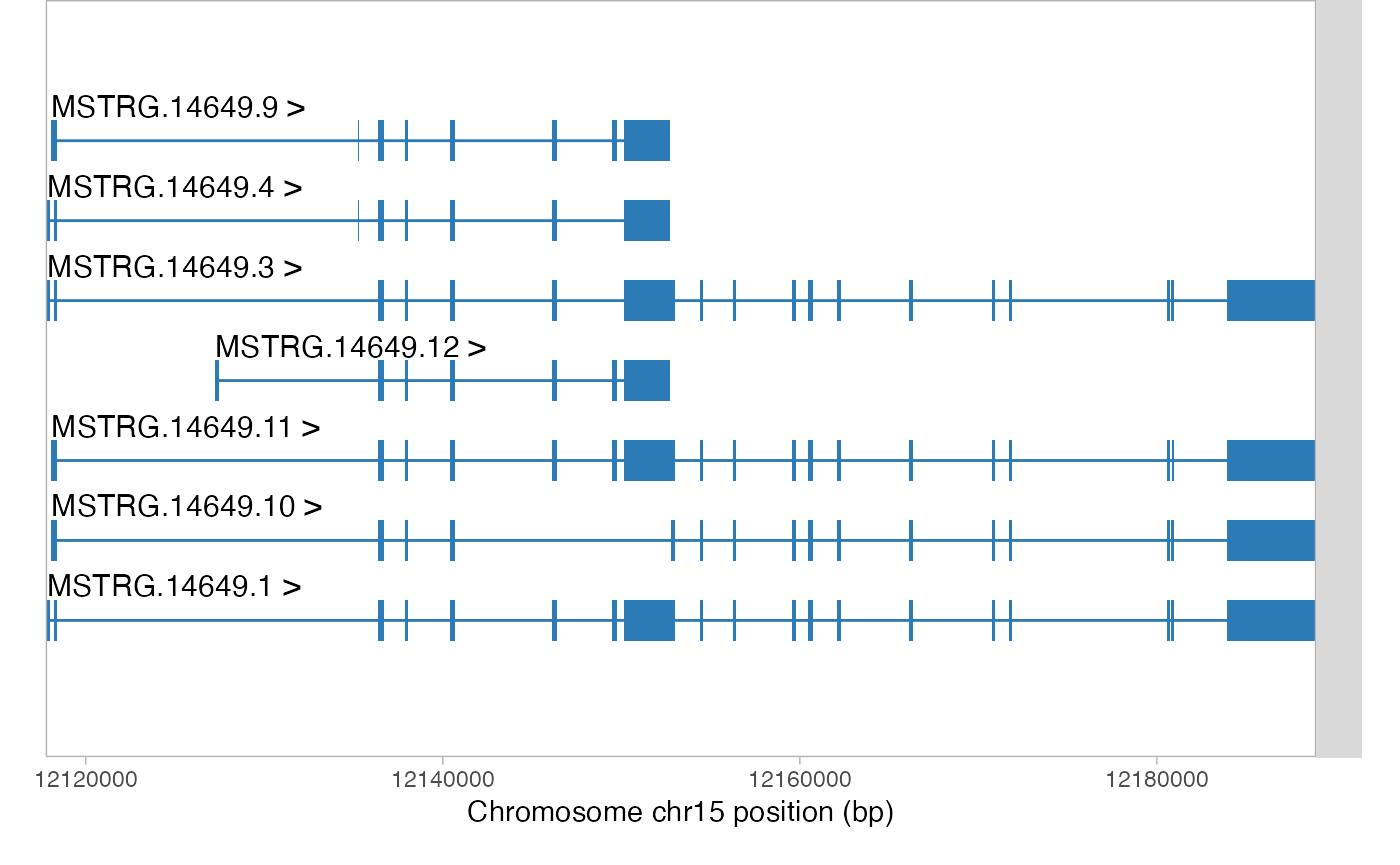 MSTRG.14649.9 >
MSTRG.14649.4 >
MSTRG.14649.3 >
MSTRG.14649.12 >
MSTRG.14649.11 >
MSTRG.14649.10 >
MSTRG.14649.1 >
12120000 12140000 12160000 12180000
Chromosome chr15 position (bp)